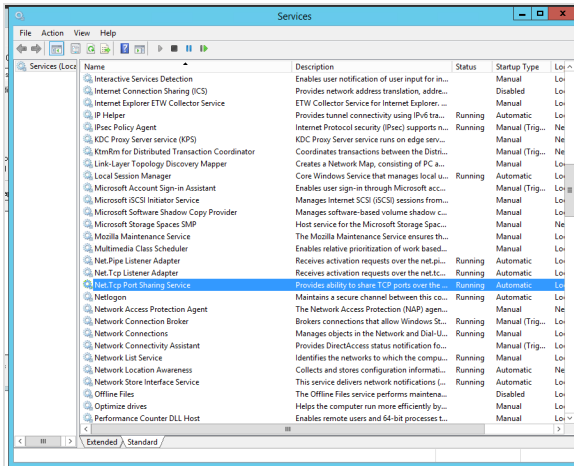 Services
File Action View Help
Services (Loca
Name Description Status Startup Type Lo
Interactive Services Detection Enables user notification of user input for in... Manual Lo
Internet Connection Sharing (ICS) Provides network address translation, addre... Disabled Lo
Internet Explorer ETW Collector Service ETW Collector Service for Internet Explorer. ... Manual Lo
IP Helper Provides tunnel connectivity using IPv6 tra... Running Automatic Lo
IPsec Policy Agent Internet Protocol security (IPsec) supports n... Running Manual (Trig... Ne
KDC Proxy Server service (KPS) KDC Proxy Server service runs on edge serv... Manual Ne
KtmRm for Distributed Transaction Coordinator Coordinates transactions between the Distri... Manual (Trig... Ne
Link-Layer Topology Discovery Mapper Creates a Network Map, consisting of PC a... Manual Lo
Local Session Manager Core Windows Service that manages local u... Running Automatic Lo
Microsoft Account Sign-in Assistant Enables user sign-in through Microsoft acc... Manual (Trig... Lo
Microsoft iSCSI Initiator Service Manages Internet SCSI (iSCSI) sessions from... Manual Lo
Microsoft Software Shadow Copy Provider Manages software-based volume shadow c... Manual Lo
Microsoft Storage Spaces SMP Host service for the Microsoft Storage Spac... Manual Ne
Mozilla Maintenance Service The Mozilla Maintenance Service ensures th... Manual Lo
Multimedia Class Scheduler Enables relative prioritization of work based... Manual Lo
Net.Pipe Listener Adapter Receives activation requests over the net.pi... Running Automatic Lo
Net.Tcp Listener Adapter Receives activation requests over the net.tc... Running Automatic Lo
Net.Tcp Port Sharing Service Provides ability to share TCP ports over the ... Running Automatic Lo
Netlogon Maintains a secure channel between this co... Running Automatic Lo
Network Access Protection Agent The Network Access Protection (NAP) agen... Manual Ne
Network Connection Broker Brokers connections that allow Windows St... Running Manual (Trig... Lo
Network Connections Manages objects in the Network and Dial-U... Running Manual Lo
Network Connectivity Assistant Provides DirectAccess status notification fo... Manual (Trig... Lo
Network List Service Identifies the networks to which the compu... Running Manual Lo
Network Location Awareness Collects and stores configuration informati... Running Automatic Ne
Network Store Interface Service This service delivers network notifications (... Running Automatic Lo
Offline Files The Offline Files service performs maintena... Disabled Lo
Optimize drives Helps the computer run more efficiently by... Manual Lo
Performance Counter DLL Host Enables remote users and 64-bit processes t... Manual Lo
Extended Standard